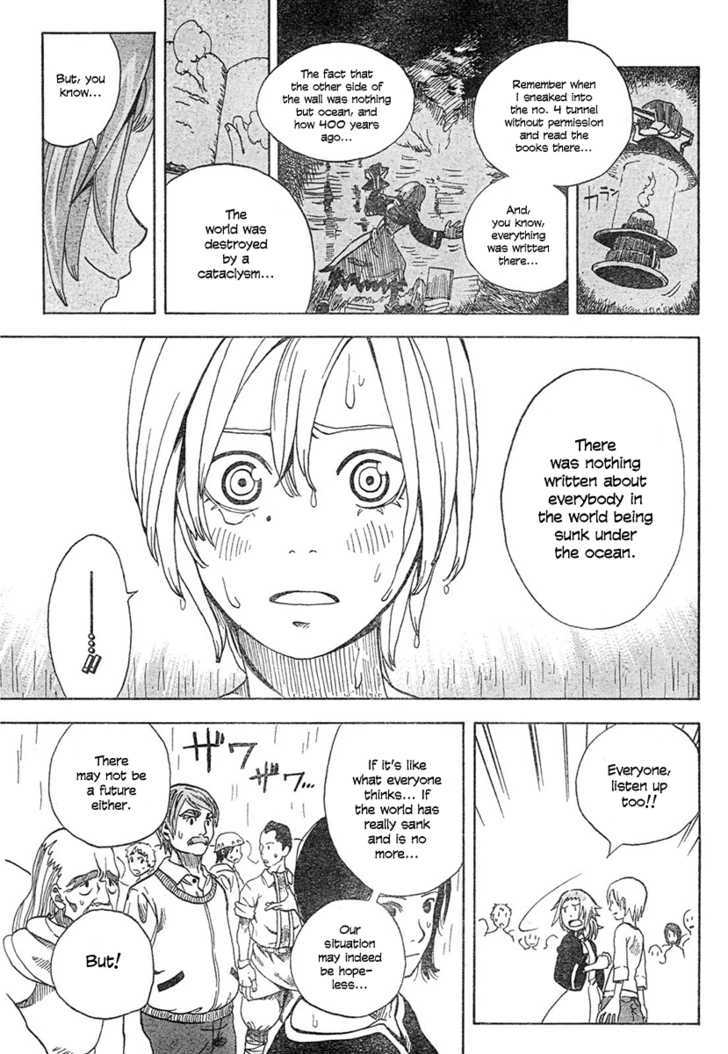 Remember when
I sneaked into
the no. 4 tunnel
without permission
and read the
books there...
カラン
And,
you know,
everything
was written
there...
The fact that
the other side of
the wall was nothing
but ocean, and
how 400 years
ago...
The
world was
destroyed
by a
cataclysm...
But, you
know...
There
was nothing
written about
everybody in
the world being
sunk under
the ocean.
Everyone,
listen up
too!!
If it's like
what everyone
thinks... If
the world has
really sank
and is no
more...
Our
situation
may indeed
be hope-
less...
ザワ
ザワ...
There
may not be
a future
either.
But!